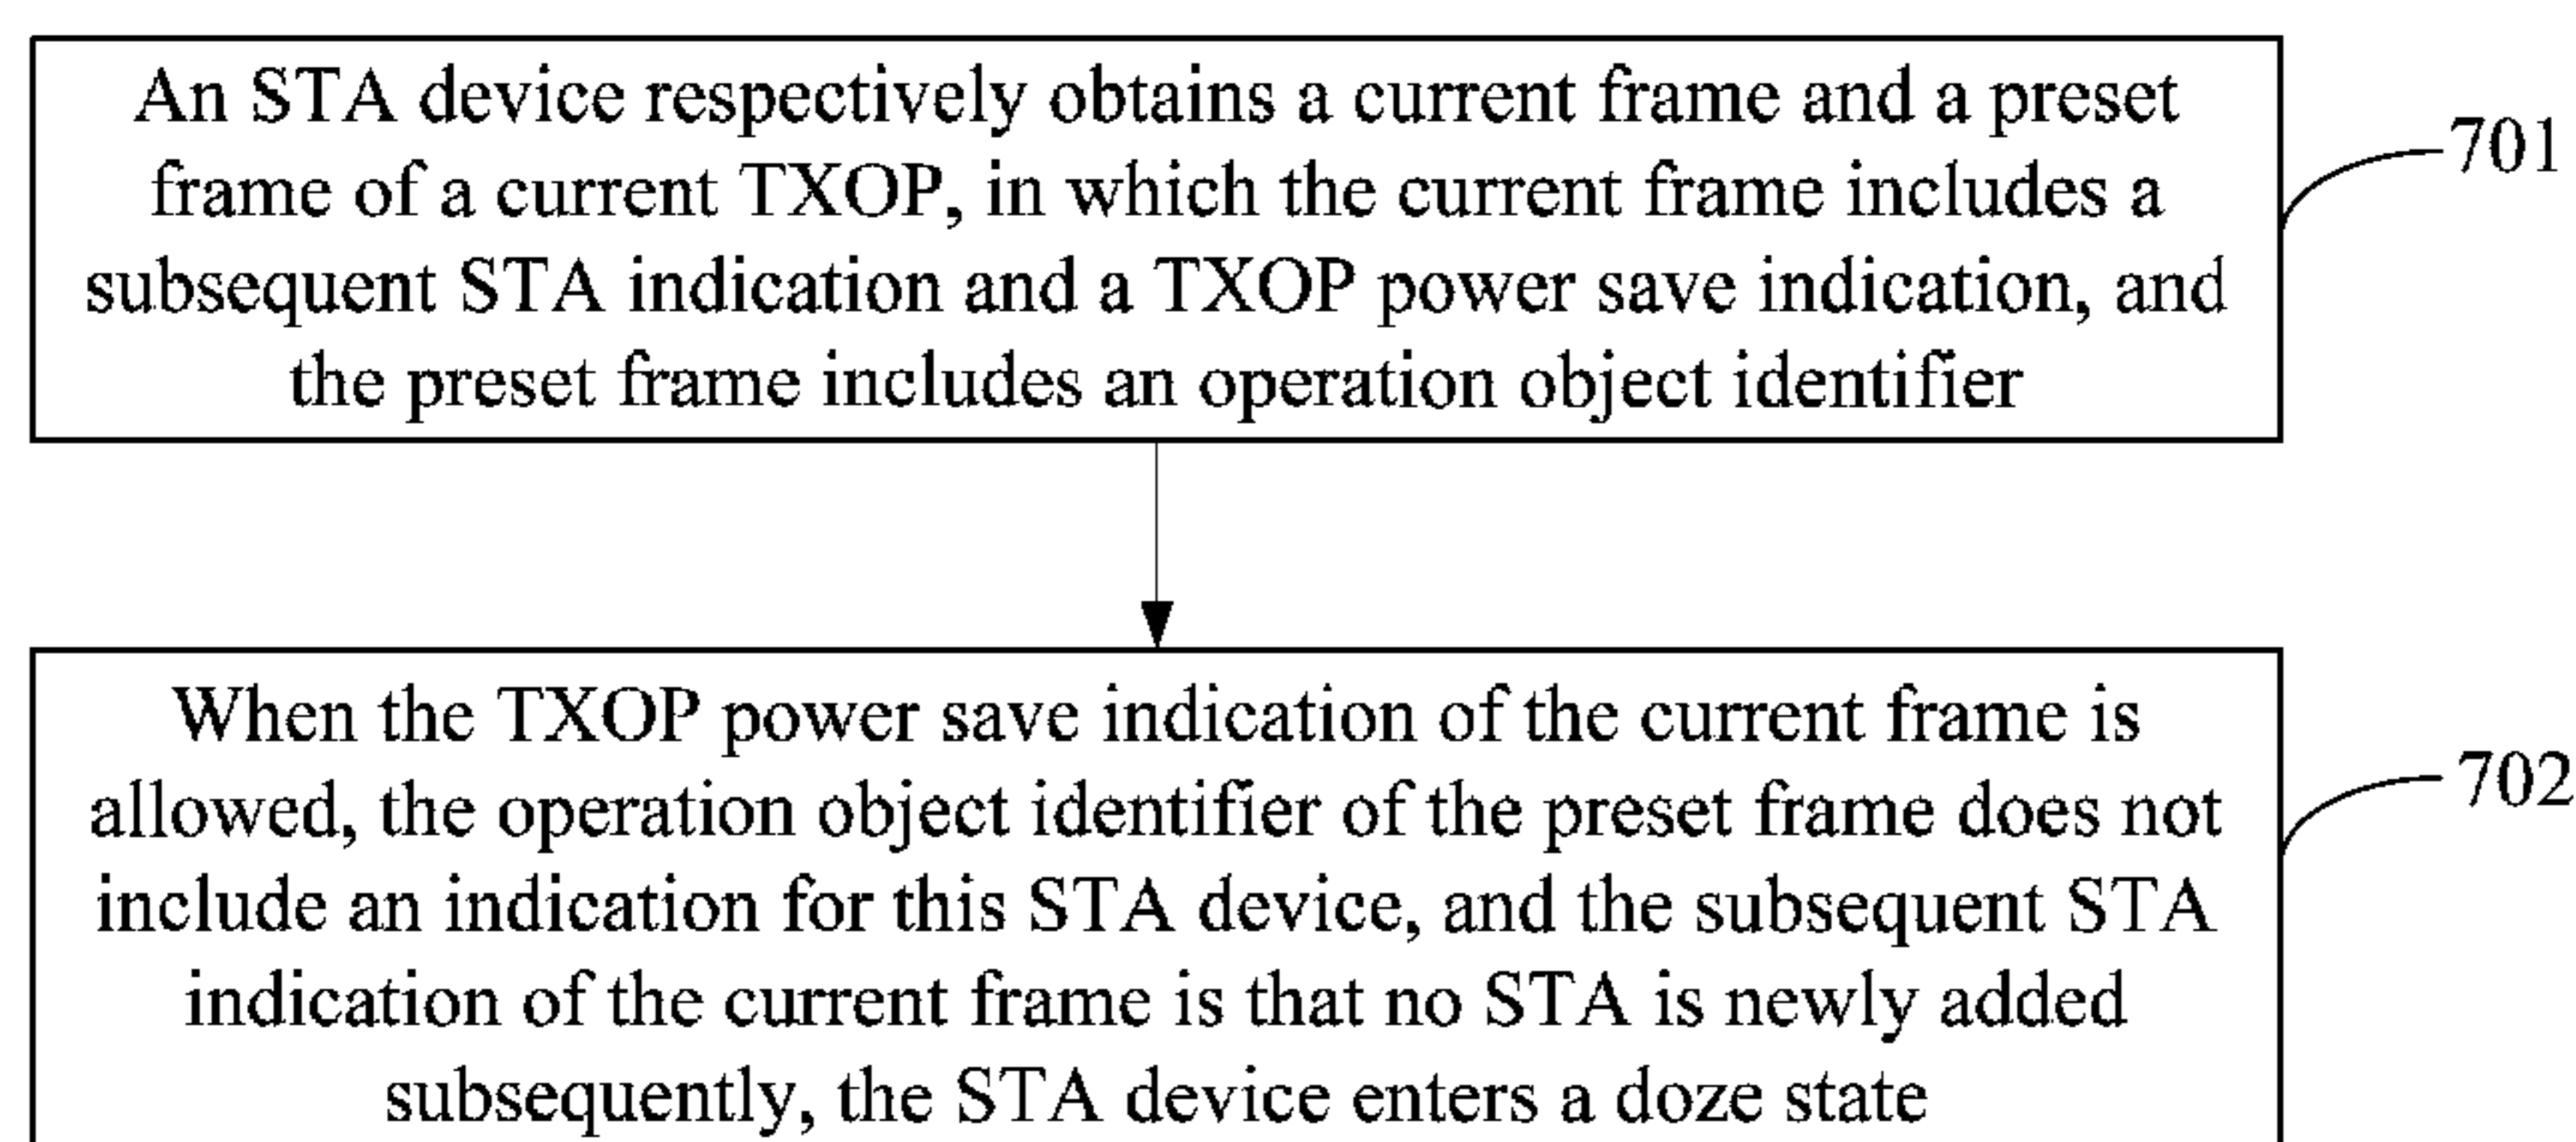 An STA device respectively obtains a current frame and a preset
frame of a current TXOP, in which the current frame includes a
subsequent STA indication and a TXOP power save indication, and
the preset frame includes an operation object identifier
701
When the TXOP power save indication of the current frame is
allowed, the operation object identifier of the preset frame does not
include an indication for this STA device, and the subsequent STA
indication of the current frame is that no STA is newly added
subsequently, the STA device enters a doze state
702